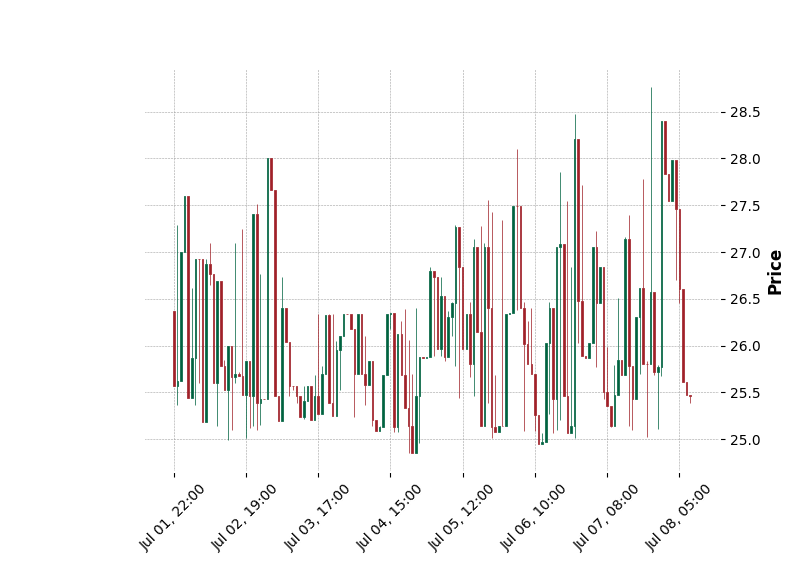 28.5
28.0
27.5
27.0
26.5
26.0
25.5
25.0
Price
Jul 01, 22:00
Jul 02, 19:00
Jul 03, 17:00
Jul 04, 15:00
Jul 05, 12:00
Jul 06, 10:00
Jul 07, 08:00
Jul 08, 05:00